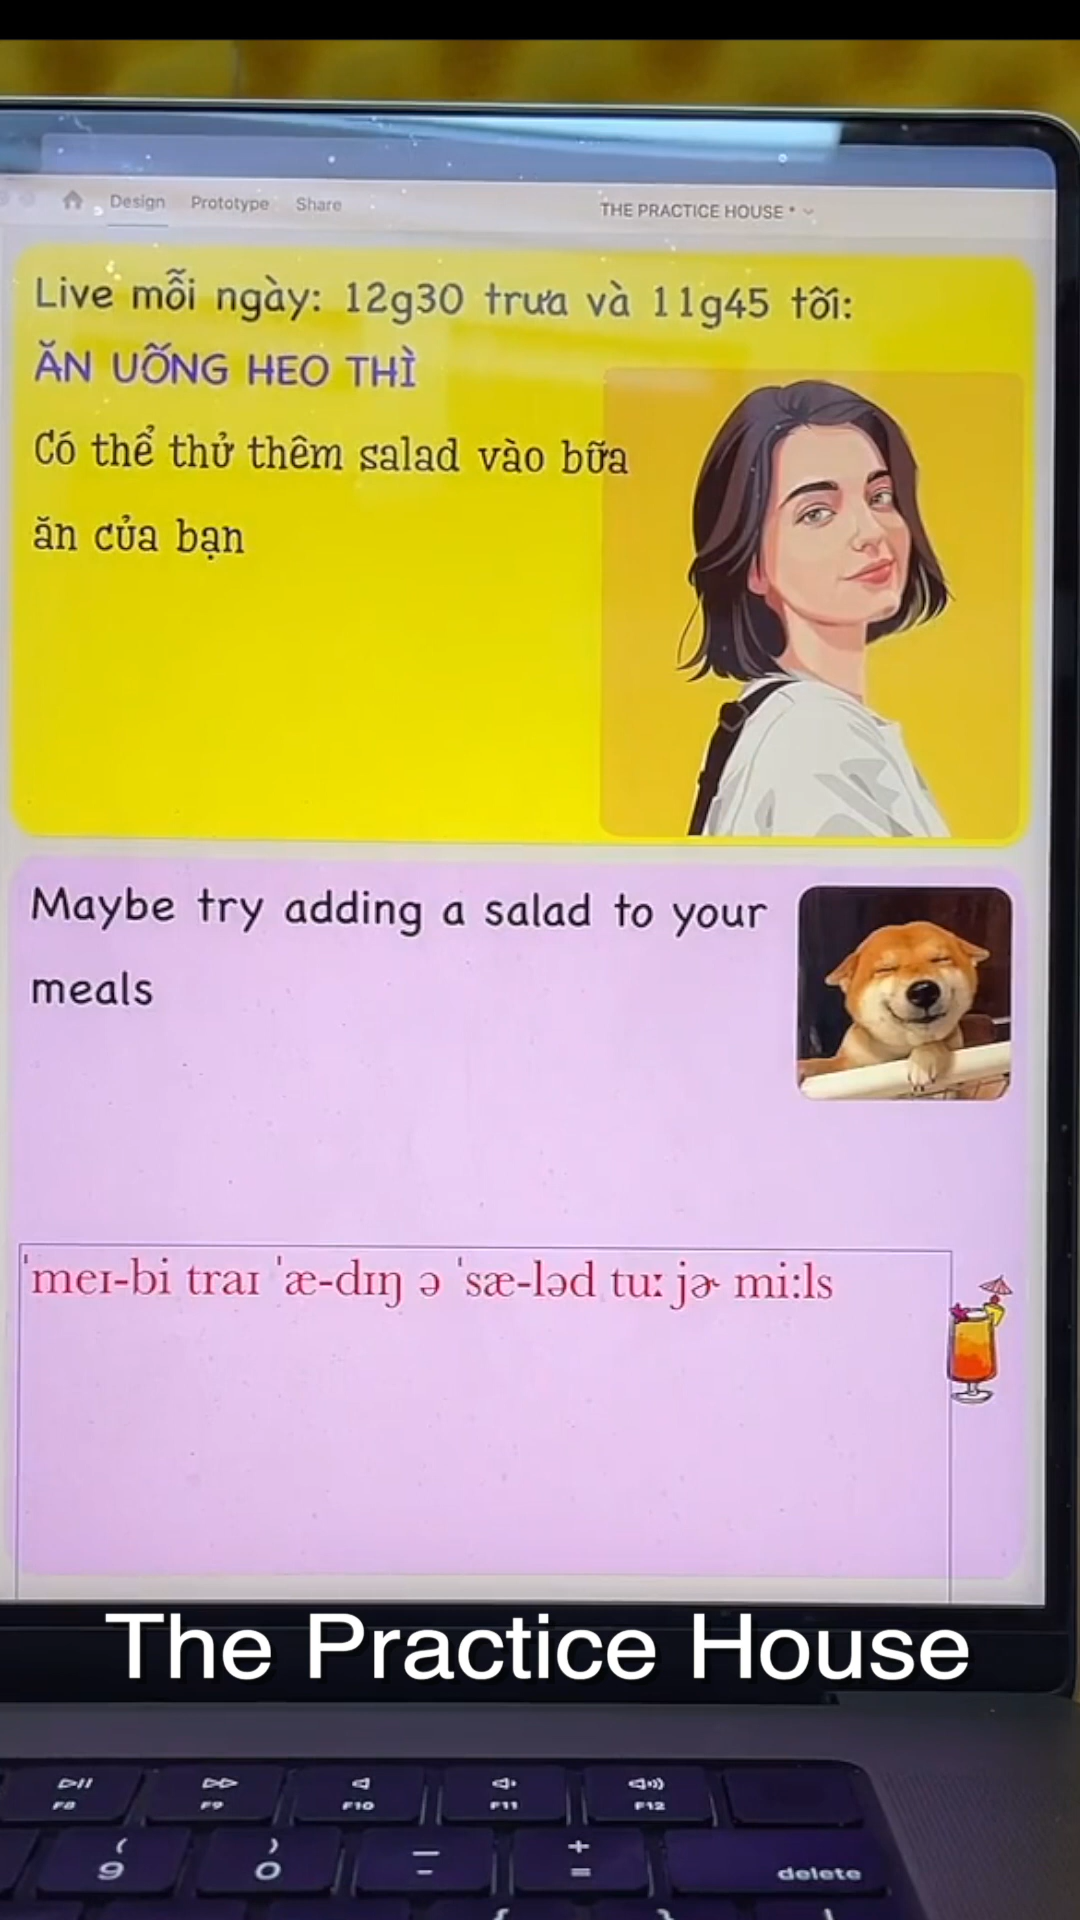 Design Prototype Share
THE PRACTICE HOUSE *
Live mỗi ngày: 12g30 trưa và 11g45 tối:
ĂN UỐNG HEO THÌ
Có thể thử thêm salad vào bữa
ăn của bạn
Maybe try adding a salad to your
meals
ˈmeɪ-bi traɪ ˈæ-dɪŋ ə ˈsæ-ləd tuː jɚ miːls
The Practice House
F8 F9 F10 F11 F12
( ) — +
9 0 - =
delete